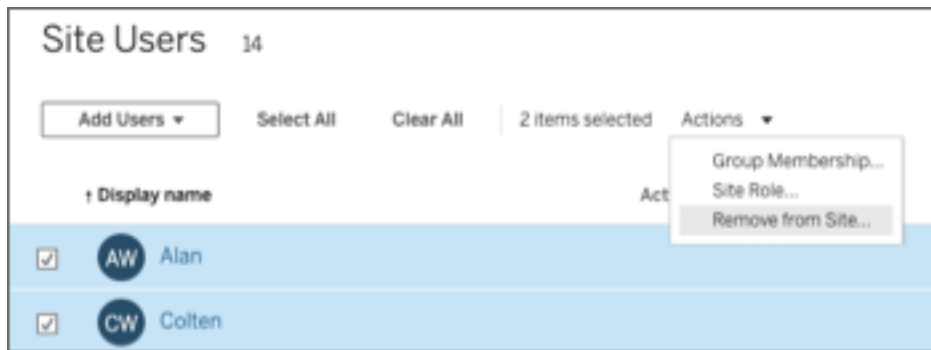 Site Users 14
Add Users Select All Clear All 2 items selected Actions
Group Membership...
Site Role...
↑ Display name Act
Remove from Site...
AW Alan
CW Colten